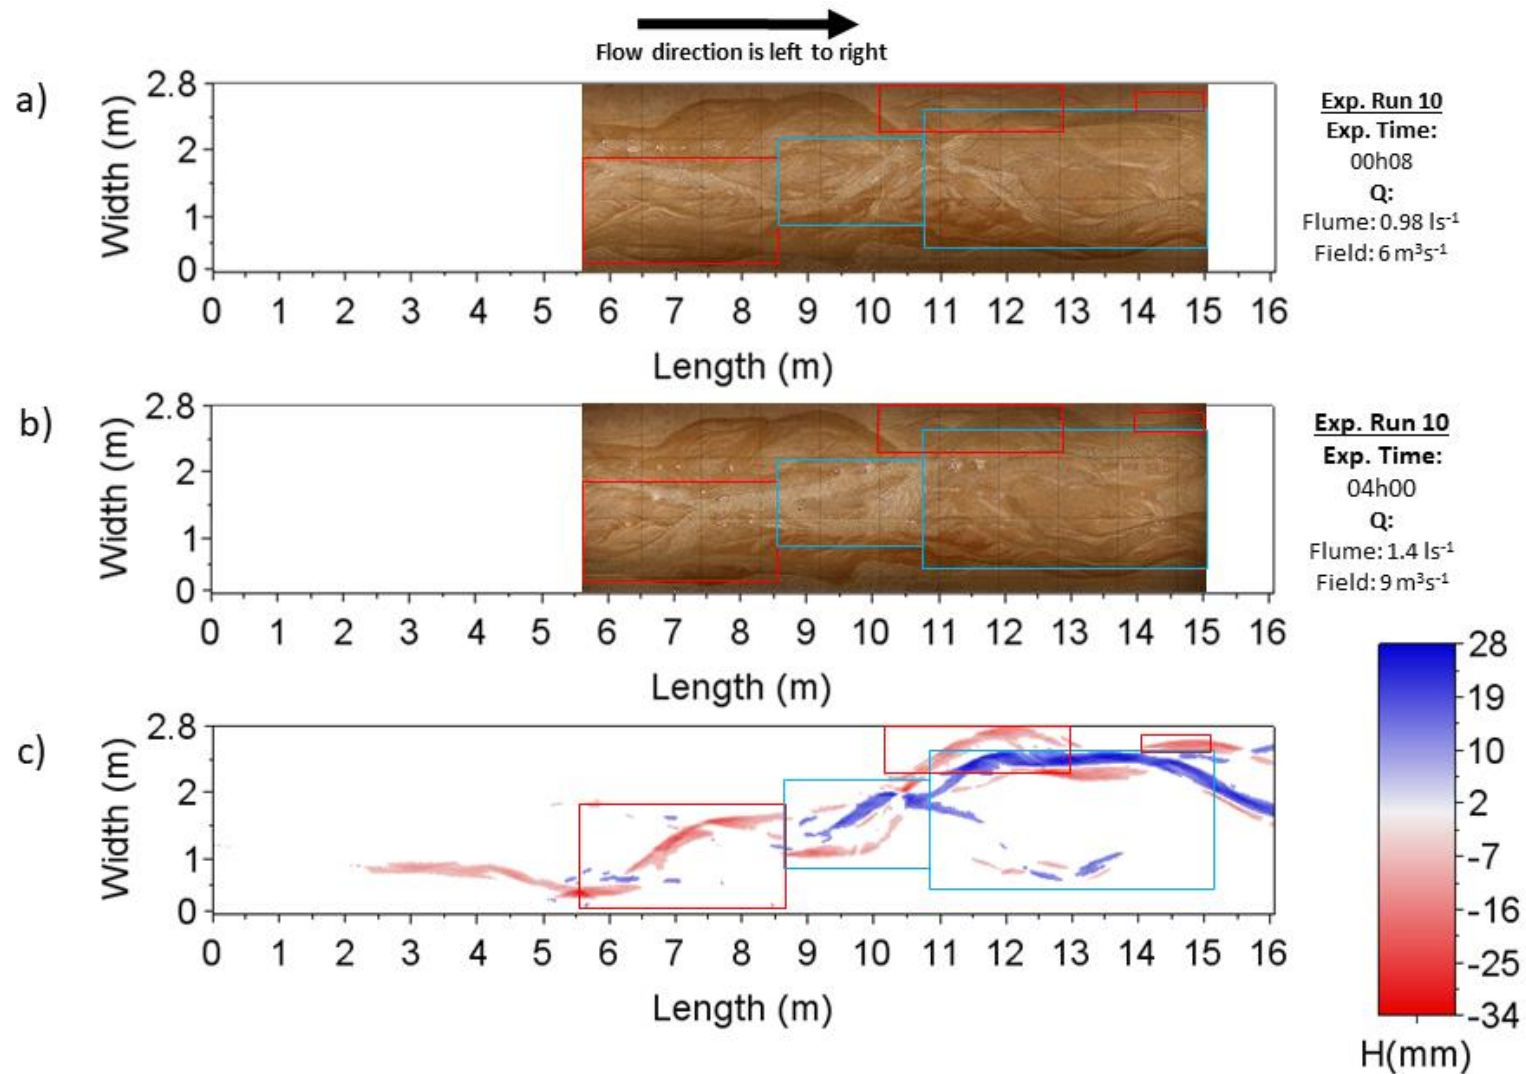 Flow direction is left to right
a)
Width (m)
2.8
2
1
0
0 1 2 3 4 5 6 7 8 9 10 11 12 13 14 15 16
Length (m)
Exp. Run 10
Exp. Time:
00h08
Q:
Flume: 0.98 ls⁻¹
Field: 6 m³s⁻¹
b)
Width (m)
2.8
2
1
0
0 1 2 3 4 5 6 7 8 9 10 11 12 13 14 15 16
Length (m)
Exp. Run 10
Exp. Time:
04h00
Q:
Flume: 1.4 ls⁻¹
Field: 9 m³s⁻¹
c)
Width (m)
2.8
2
1
0
0 1 2 3 4 5 6 7 8 9 10 11 12 13 14 15 16
Length (m)
28
19
10
2
-7
-16
-25
-34
H(mm)